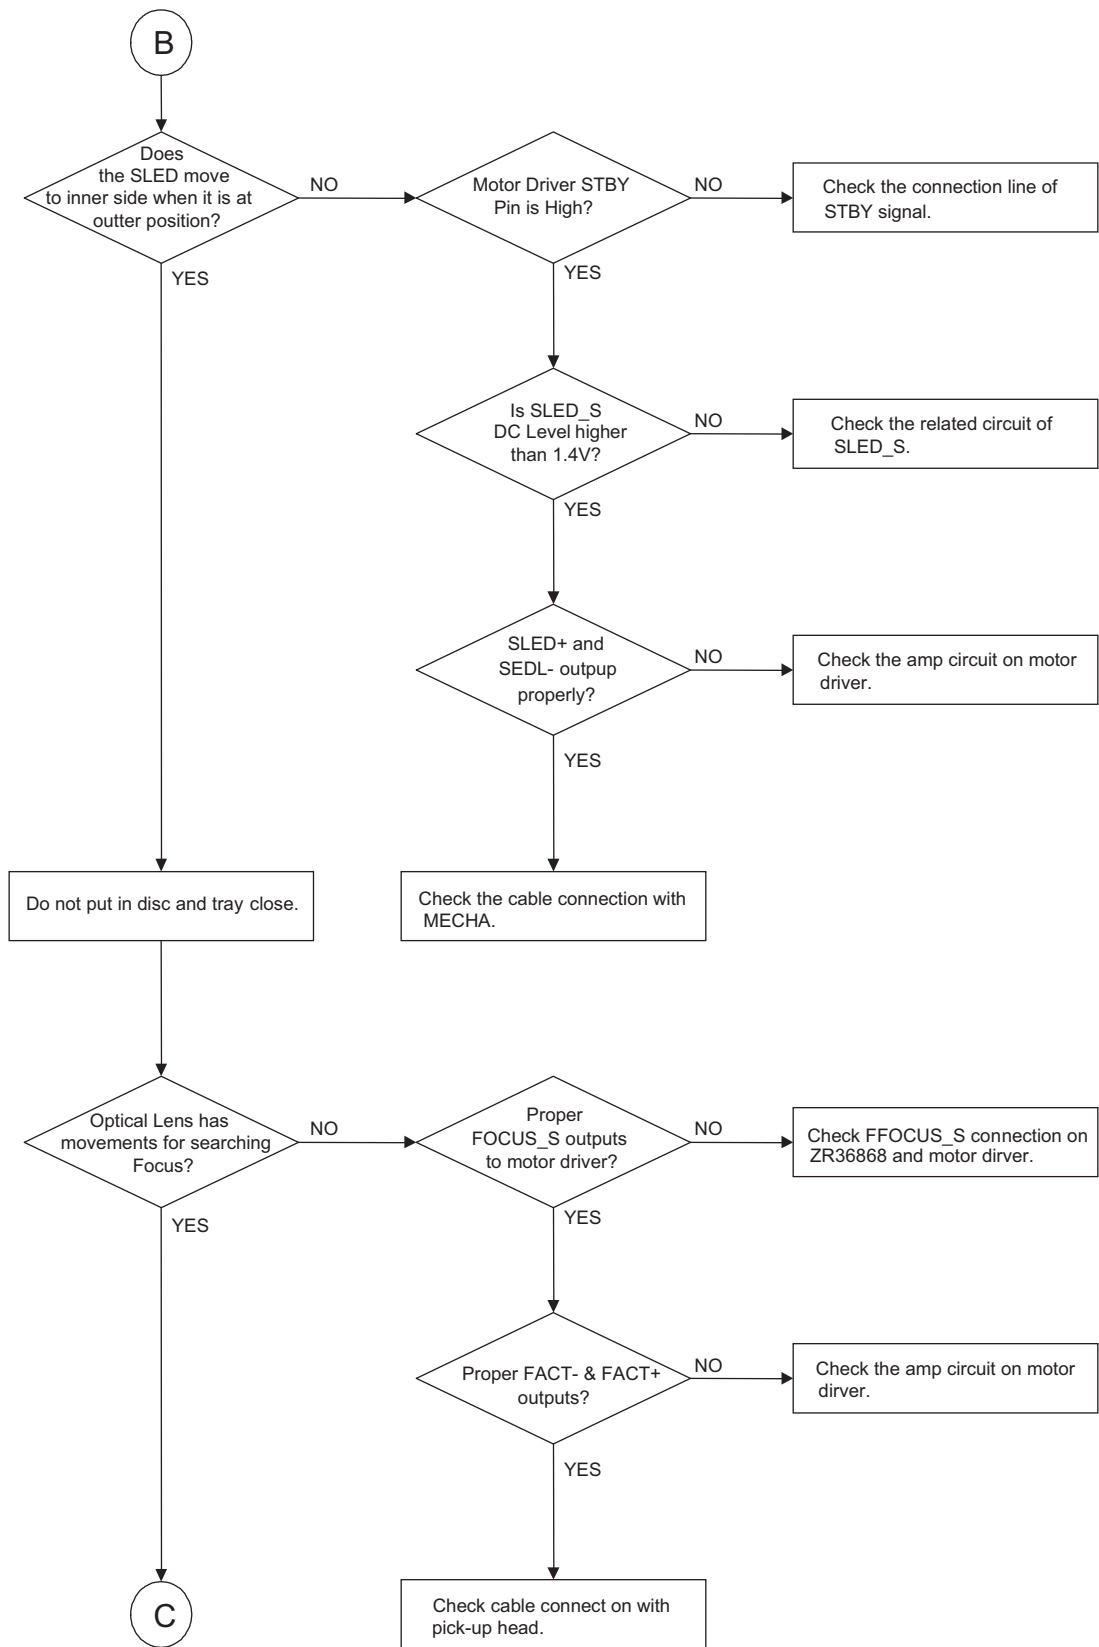 B
Does
the SLED move
to inner side when it is at
outter position?
NO
Motor Driver STBY
Pin is High?
NO
Check the connection line of
STBY signal.
YES
YES
Is SLED_S
DC Level higher
than 1.4V?
NO
Check the related circuit of
SLED_S.
YES
SLED+ and
SEDL- outpup
properly?
NO
Check the amp circuit on motor
driver.
YES
Do not put in disc and tray close.
Check the cable connection with
MECHA.
Optical Lens has
movements for searching
Focus?
NO
Proper
FOCUS_S outputs
to motor driver?
NO
Check FFOCUS_S connection on
ZR36868 and motor dirver.
YES
YES
Proper FACT- & FACT+
outputs?
NO
Check the amp circuit on motor
dirver.
YES
C
Check cable connect on with
pick-up head.